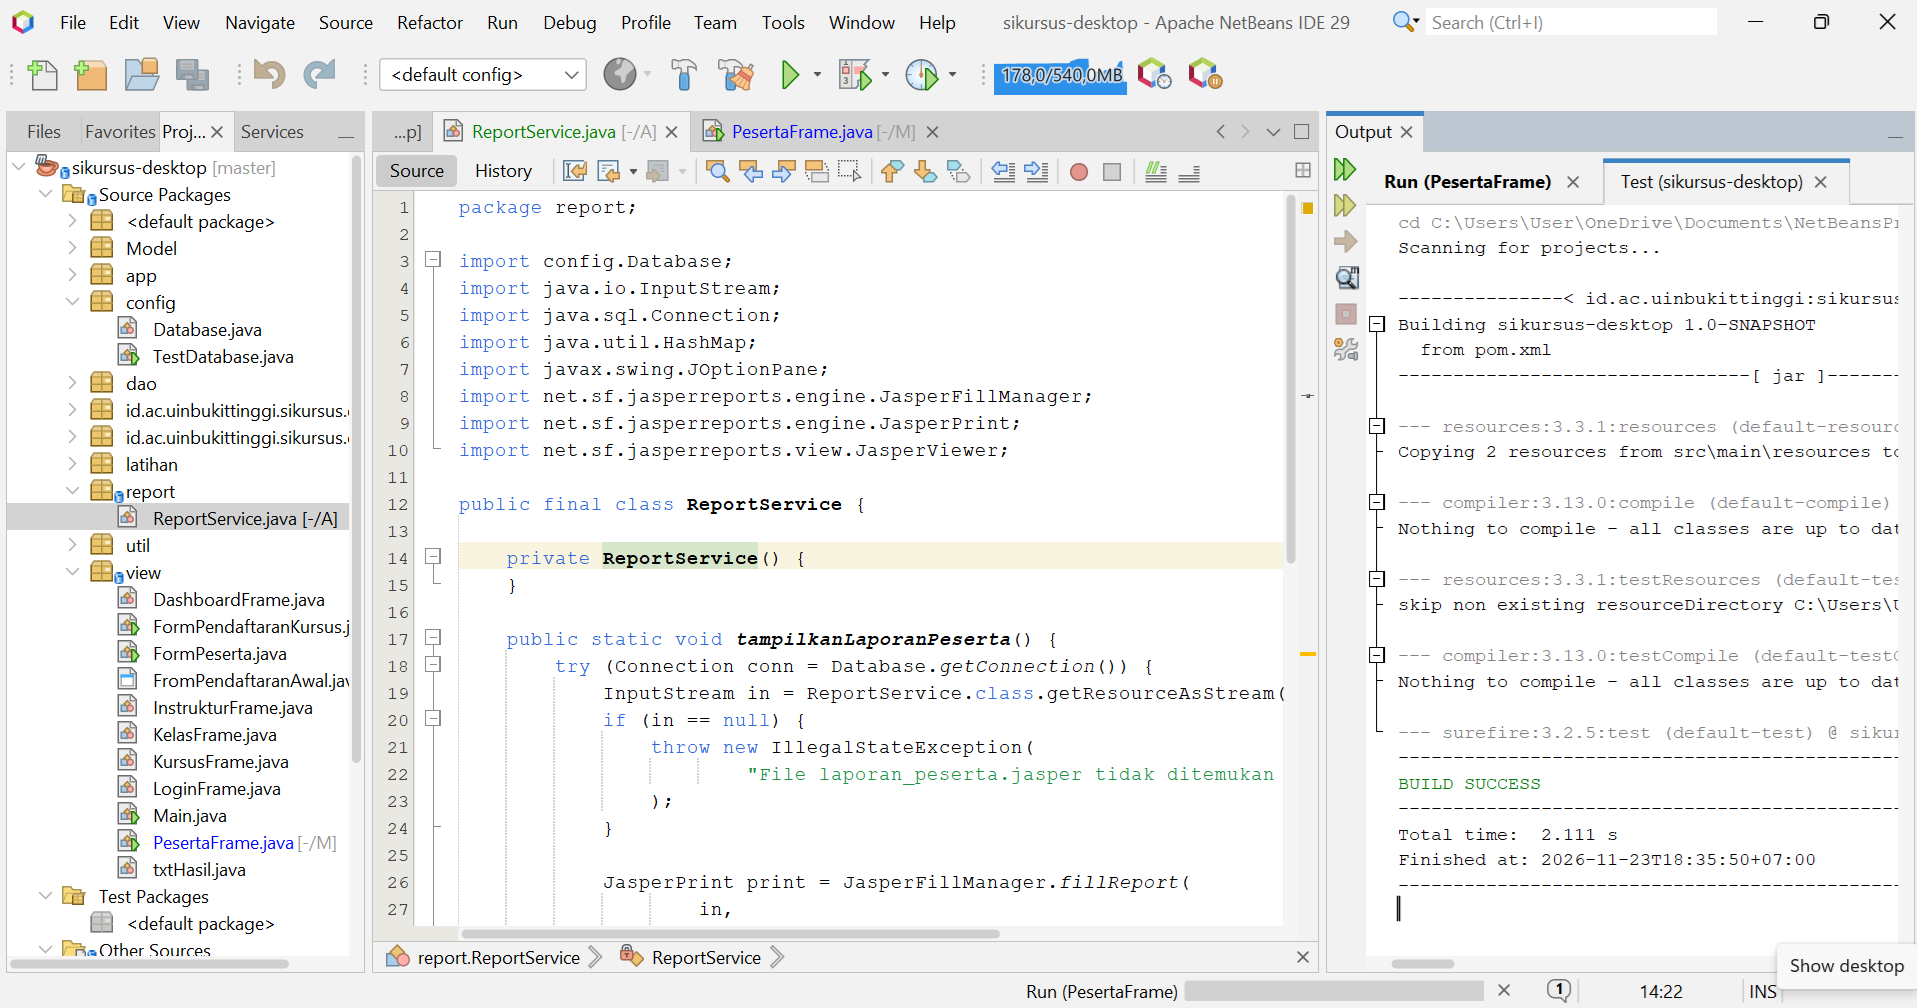 File Edit View Navigate Source Refactor Run Debug Profile Team Tools Window Help sikursus-desktop - Apache NetBeans IDE 29 Search (Ctrl+I)
<default config> 178,0/540,0MB
Files Favorites Proj... Services
sikursus-desktop [master]
Source Packages
<default package>
Model
app
config
Database.java
TestDatabase.java
dao
id.ac.uinbukittinggi.sikursus.
id.ac.uinbukittinggi.sikursus.
latihan
report
ReportService.java [-/A]
util
view
DashboardFrame.java
FormPendaftaranKursus.j
FormPeserta.java
FromPendaftaranAwal.jav
InstrukturFrame.java
KelasFrame.java
KursusFrame.java
LoginFrame.java
Main.java
PesertaFrame.java [-/M]
txtHasil.java
Test Packages
<default package>
Other Sources
...p] ReportService.java [-/A] PesertaFrame.java [-/M]
Source History
1 package report;
2
3 import config.Database;
4 import java.io.InputStream;
5 import java.sql.Connection;
6 import java.util.HashMap;
7 import javax.swing.JOptionPane;
8 import net.sf.jasperreports.engine.JasperFillManager;
9 import net.sf.jasperreports.engine.JasperPrint;
10 import net.sf.jasperreports.view.JasperViewer;
11
12 public final class ReportService {
13
14 private ReportService() {
15 }
16
17 public static void tampilkanLaporanPeserta() {
18 try (Connection conn = Database.getConnection()) {
19 InputStream in = ReportService.class.getResourceAsStream(
20 if (in == null) {
21 throw new IllegalStateException(
22 "File laporan_peserta.jasper tidak ditemukan
23 );
24 }
25
26 JasperPrint print = JasperFillManager.fillReport(
27 in,
report.ReportService ReportService
Output
Run (PesertaFrame) Test (sikursus-desktop)
cd C:\Users\User\OneDrive\Documents\NetBeansPr
Scanning for projects...
---------------< id.ac.uinbukittinggi:sikursus
Building sikursus-desktop 1.0-SNAPSHOT
from pom.xml
--------------------------------[ jar ]-------
--- resources:3.3.1:resources (default-resourc
Copying 2 resources from src\main\resources to
--- compiler:3.13.0:compile (default-compile)
Nothing to compile - all classes are up to dat
--- resources:3.3.1:testResources (default-tes
skip non existing resourceDirectory C:\Users\U
--- compiler:3.13.0:testCompile (default-testC
Nothing to compile - all classes are up to dat
--- surefire:3.2.5:test (default-test) @ sikur
----------------------------------------------
BUILD SUCCESS
----------------------------------------------
Total time: 2.111 s
Finished at: 2026-11-23T18:35:50+07:00
----------------------------------------------
Show desktop
Run (PesertaFrame) 1 14:22 INS